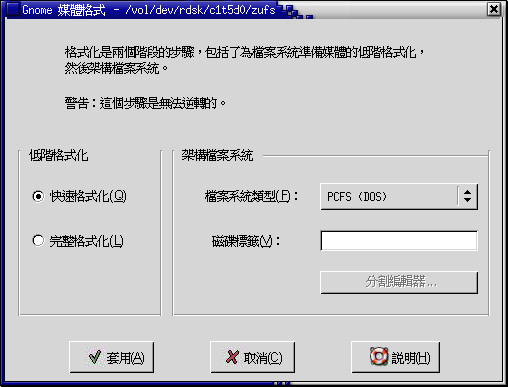 Gnome 媒體格式 - /vol/dev/rdsk/c1t5d0/zufs
格式化是兩個階段的步驟，包括了為檔案系統準備媒體的低階格式化，
然後架構檔案系統。
警告：這個步驟是無法逆轉的。
低階格式化
快速格式化(Q)
完整格式化(L)
架構檔案系統
檔案系統類型(F)：
PCFS (DOS)
磁碟標籤(V)：
分割編輯器...
套用(A)
取消(C)
說明(H)